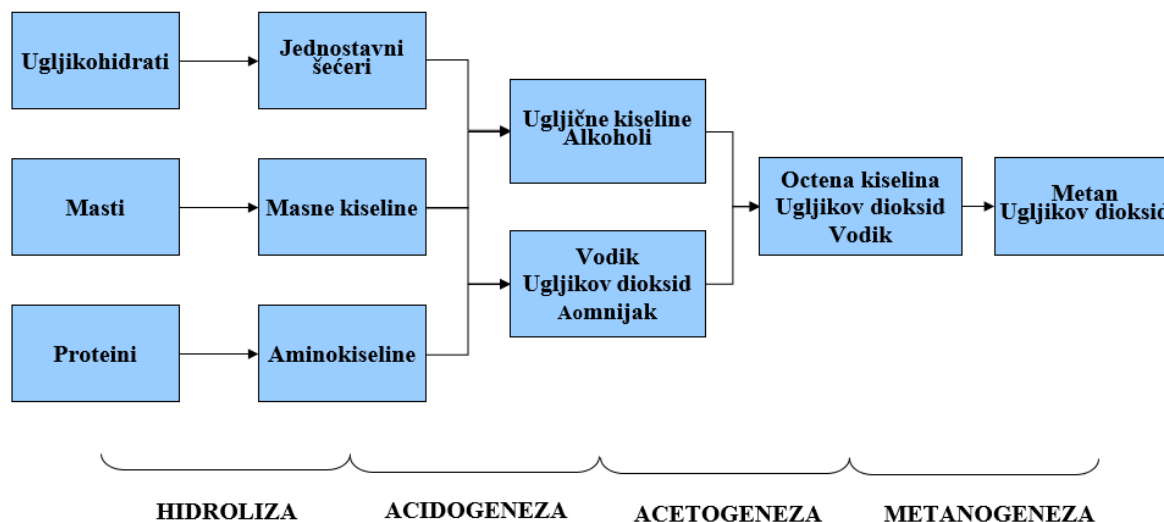 Ugljikohidrati
Jednostavni
šećeri
Ugljične kiseline
Alkoholi
Masti
Masne kiseline
Octena kiselina
Ugljikov dioksid
Vodik
Metan
Ugljikov dioksid
Vodik
Ugljikov dioksid
Aomnijak
Proteini
Aminokiseline
HIDROLIZA
ACIDOGENEZA
ACETOGENEZA
METANOGENEZA